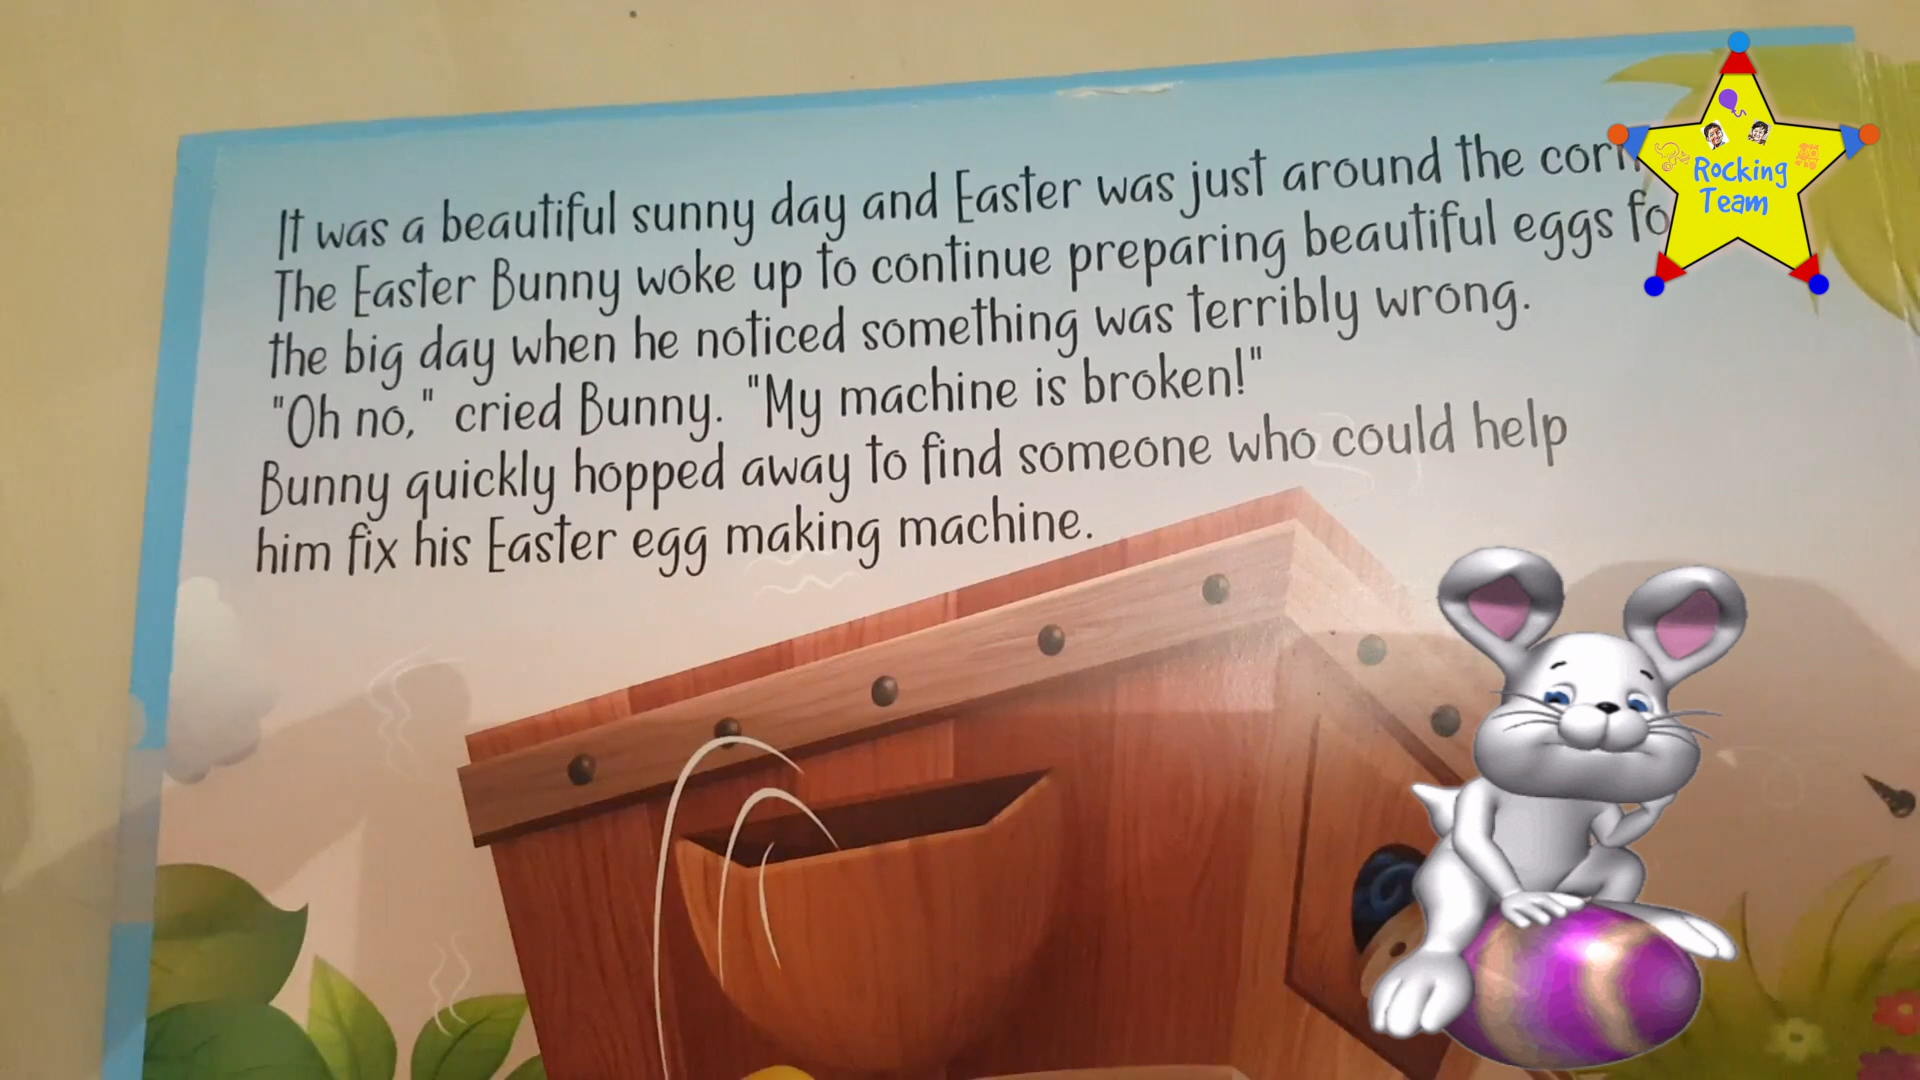 It was a beautiful sunny day and Easter was just around the
The Easter Bunny woke up to continue preparing beautiful eggs
the big day when he noticed something was terribly wrong.
"Oh no," cried Bunny. "My machine is broken!"
Bunny quickly hopped away to find someone who could help
him fix his Easter egg making machine.
Rocking
Team